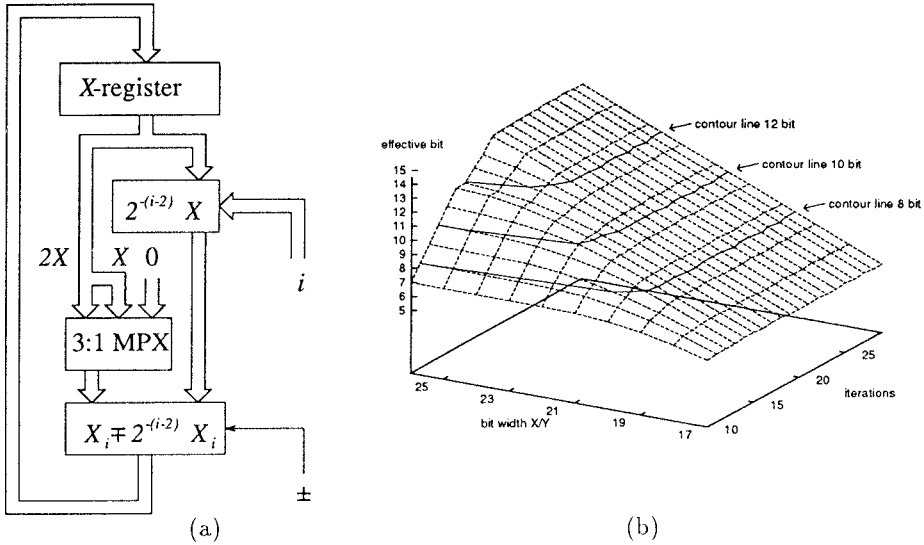 X-register
2^{-(i-2)} X
2X X 0
i
3:1 MPX
X_i ∓ 2^{-(i-2)} X_i
±
(a)
effective bit
15
14
13
12
11
10
9
8
7
6
5
contour line 12 bit
contour line 10 bit
contour line 8 bit
25
23
21
19
17
bit width X/Y
10
15
20
25
iterations
(b)